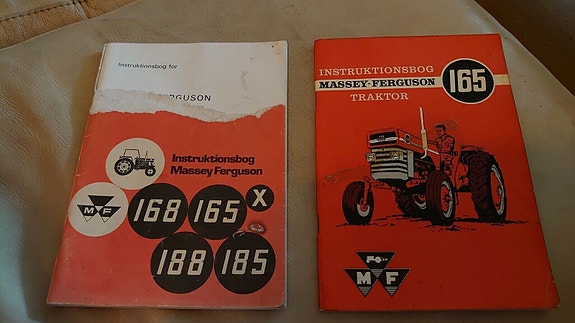 Instruktionsbog for
RGUSON
Instruktionsbog
Massey Ferguson
MF
168 165 X
188 185
INSTRUKTIONSBOG
MASSEY-FERGUSON
TRAKTOR
165
MF